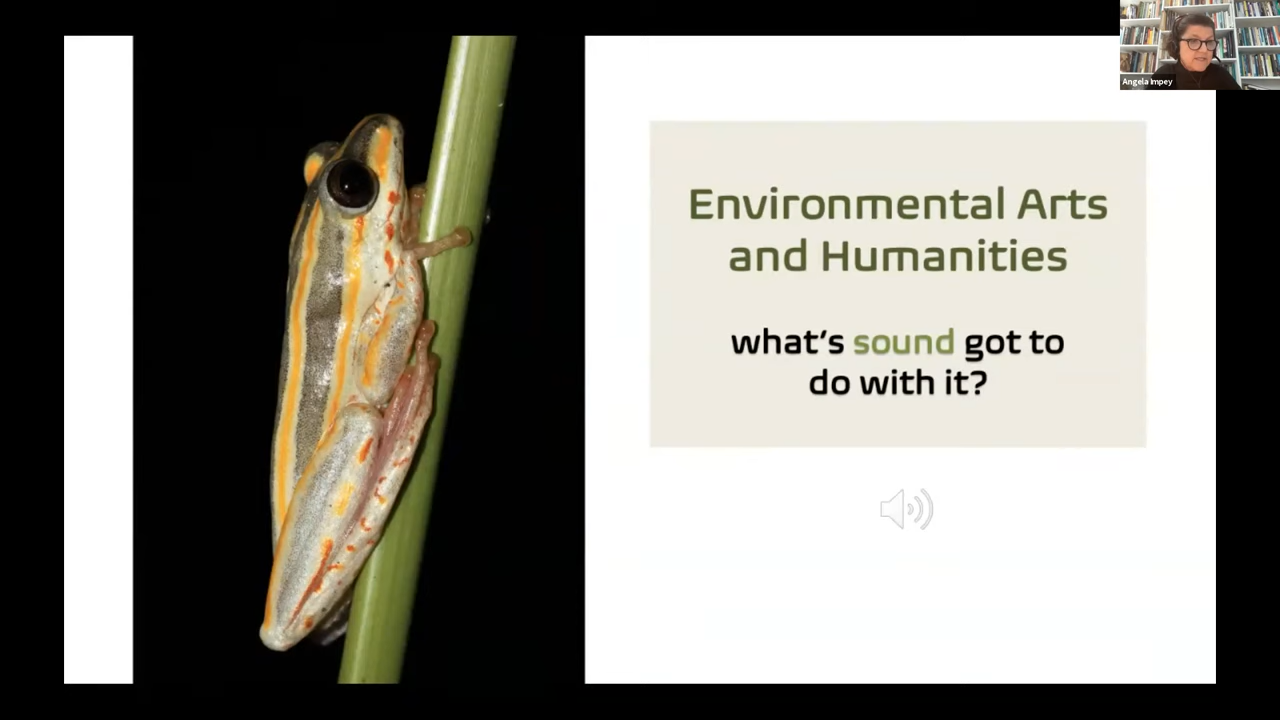 Angela Impey
Environmental Arts
and Humanities
what's sound got to
do with it?